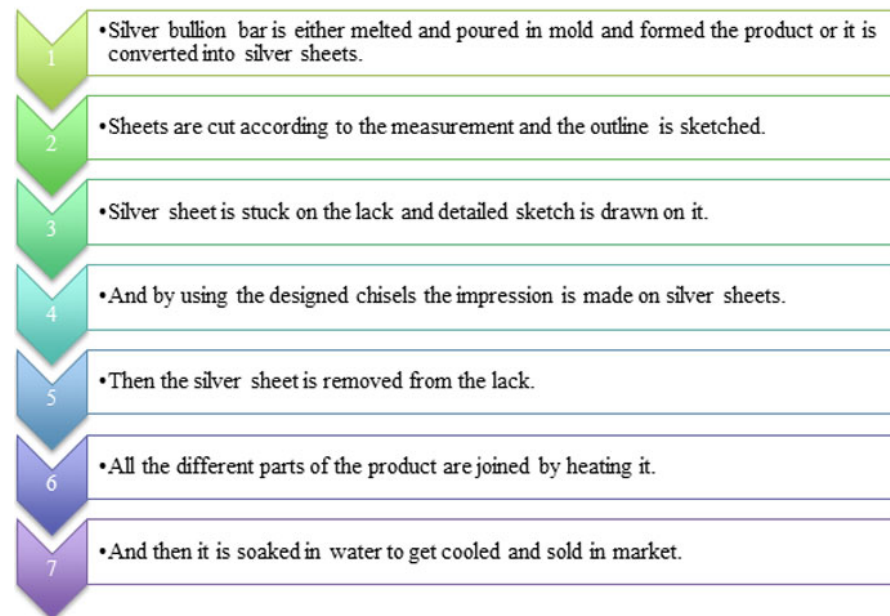 1
•Silver bullion bar is either melted and poured in mold and formed the product or it is
converted into silver sheets.
2
•Sheets are cut according to the measurement and the outline is sketched.
3
•Silver sheet is stuck on the lack and detailed sketch is drawn on it.
4
•And by using the designed chisels the impression is made on silver sheets.
5
•Then the silver sheet is removed from the lack.
6
•All the different parts of the product are joined by heating it.
7
•And then it is soaked in water to get cooled and sold in market.